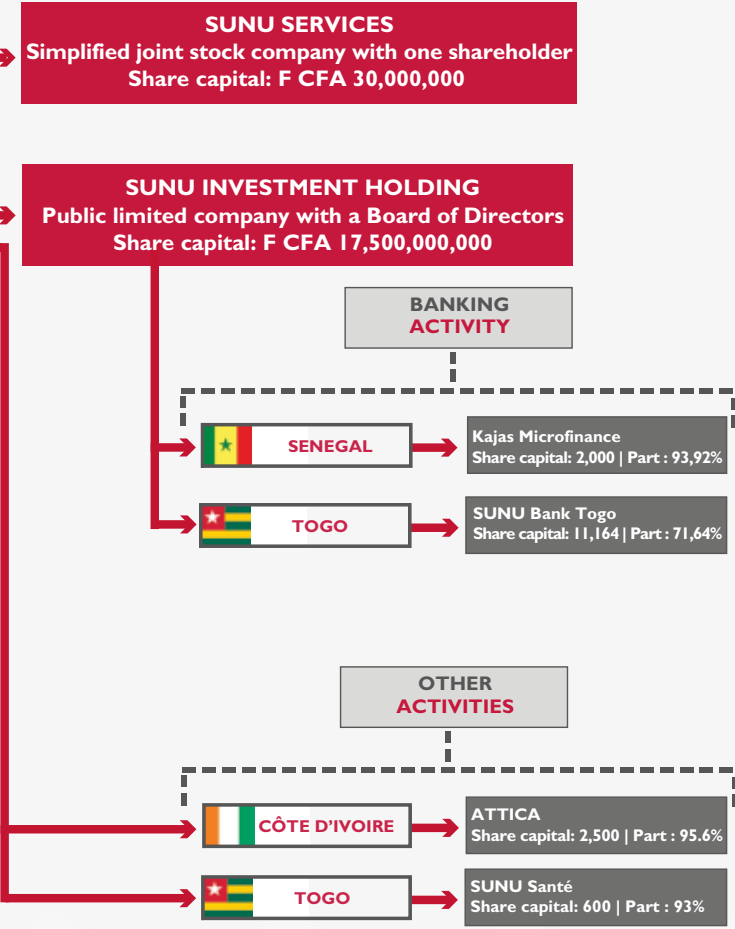 SUNU SERVICES
Simplified joint stock company with one shareholder
Share capital: F CFA 30,000,000
SUNU INVESTMENT HOLDING
Public limited company with a Board of Directors
Share capital: F CFA 17,500,000,000
BANKING
ACTIVITY
SENEGAL
Kajas Microfinance
Share capital: 2,000 | Part : 93,92%
TOGO
SUNU Bank Togo
Share capital: 11,164 | Part : 71,64%
OTHER
ACTIVITIES
CÔTE D'IVOIRE
ATTICA
Share capital: 2,500 | Part : 95.6%
TOGO
SUNU Santé
Share capital: 600 | Part : 93%